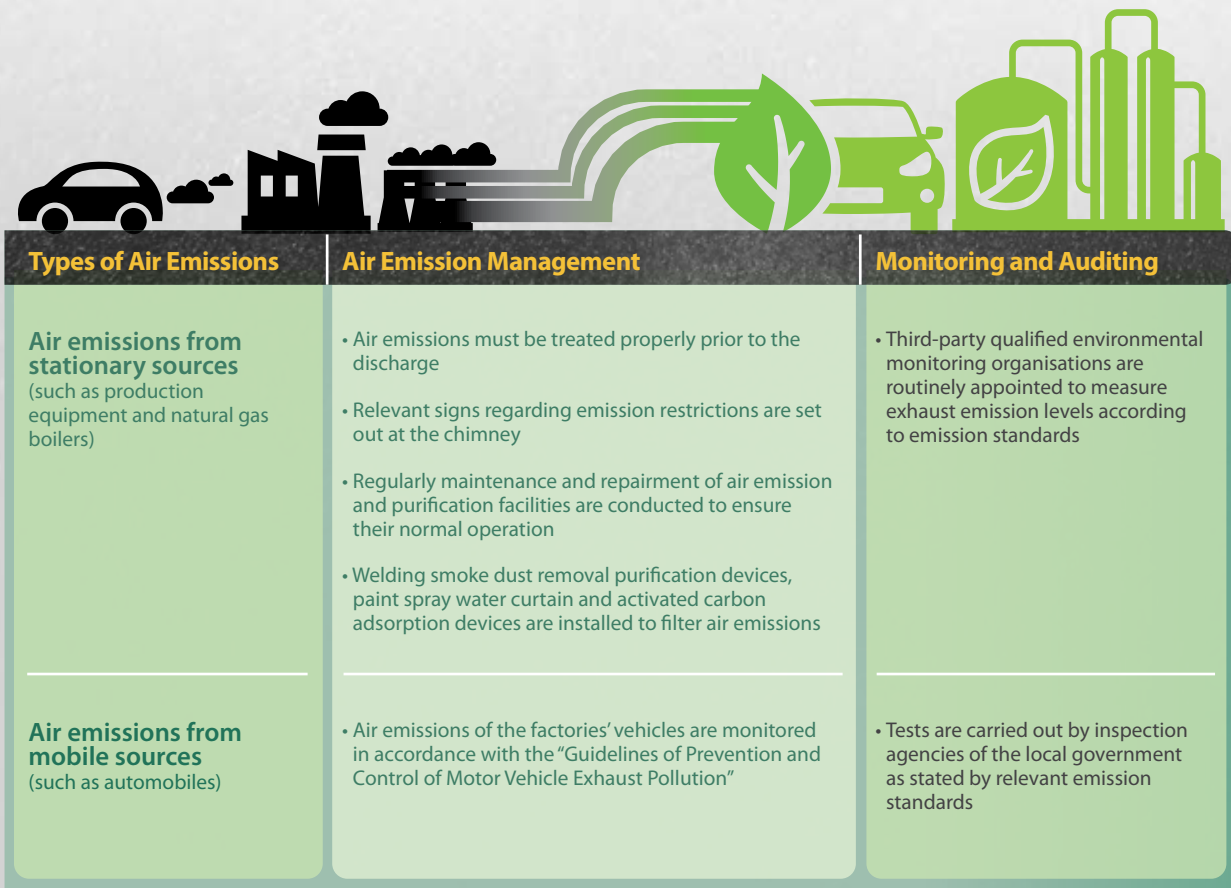 Types of Air Emissions
Air Emission Management
Monitoring and Auditing
Air emissions from
stationary sources
(such as production
equipment and natural gas
boilers)
• Air emissions must be treated properly prior to the
discharge
• Relevant signs regarding emission restrictions are set
out at the chimney
• Regularly maintenance and repairment of air emission
and purification facilities are conducted to ensure
their normal operation
• Welding smoke dust removal purification devices,
paint spray water curtain and activated carbon
adsorption devices are installed to filter air emissions
• Third-party qualified environmental
monitoring organisations are
routinely appointed to measure
exhaust emission levels according
to emission standards
Air emissions from
mobile sources
(such as automobiles)
• Air emissions of the factories’ vehicles are monitored
in accordance with the “Guidelines of Prevention and
Control of Motor Vehicle Exhaust Pollution”
• Tests are carried out by inspection
agencies of the local government
as stated by relevant emission
standards